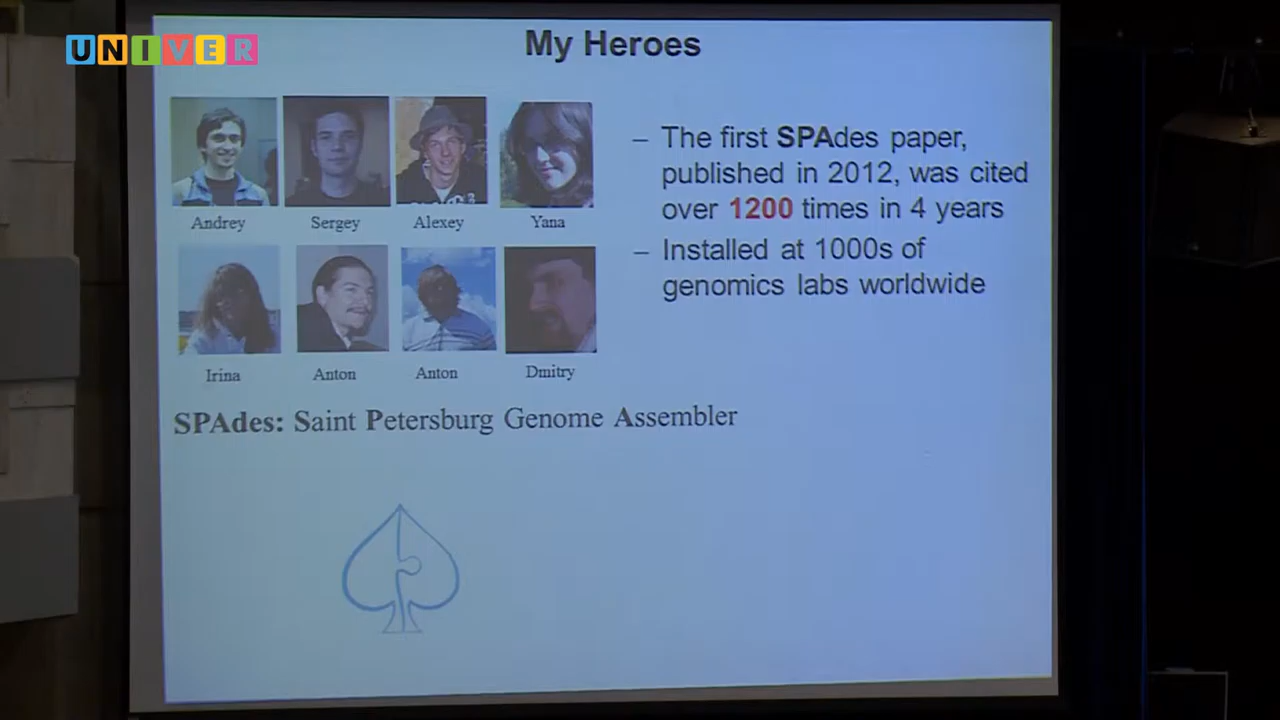 UNIVER
My Heroes
Andrey Sergey Alexey Yana
Irina Anton Anton Dmitry
– The first SPAdes paper,
published in 2012, was cited
over 1200 times in 4 years
– Installed at 1000s of
genomics labs worldwide
SPAdes: Saint Petersburg Genome Assembler